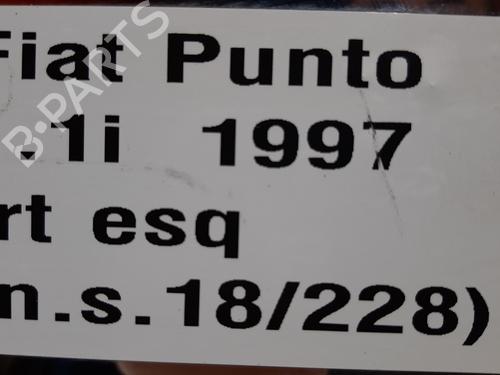 Fiat Punto
.1i 1997
rt esq
n.s.18/228)
B-PARTS